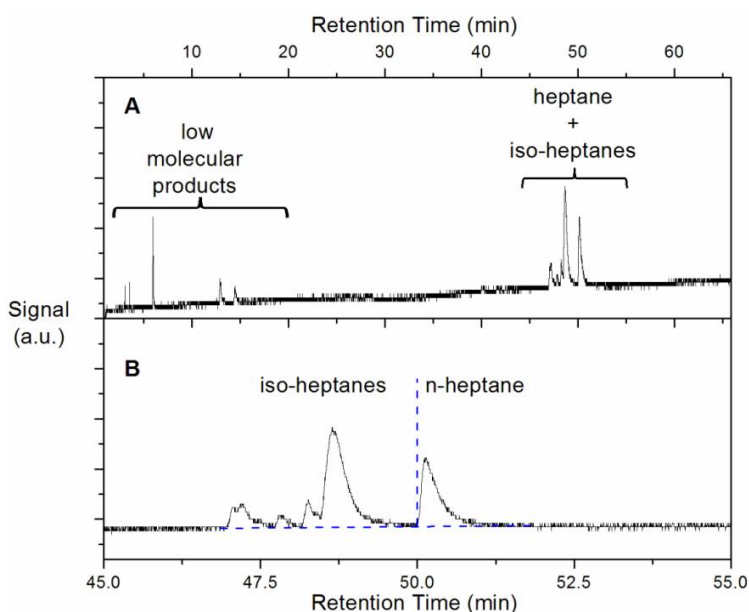 Retention Time (min)
10 20 30 40 50 60
A
low
molecular
products
heptane
+
iso-heptanes
Signal
(a.u.)
B
iso-heptanes
n-heptane
45.0 47.5 50.0 52.5 55.0
Retention Time (min)